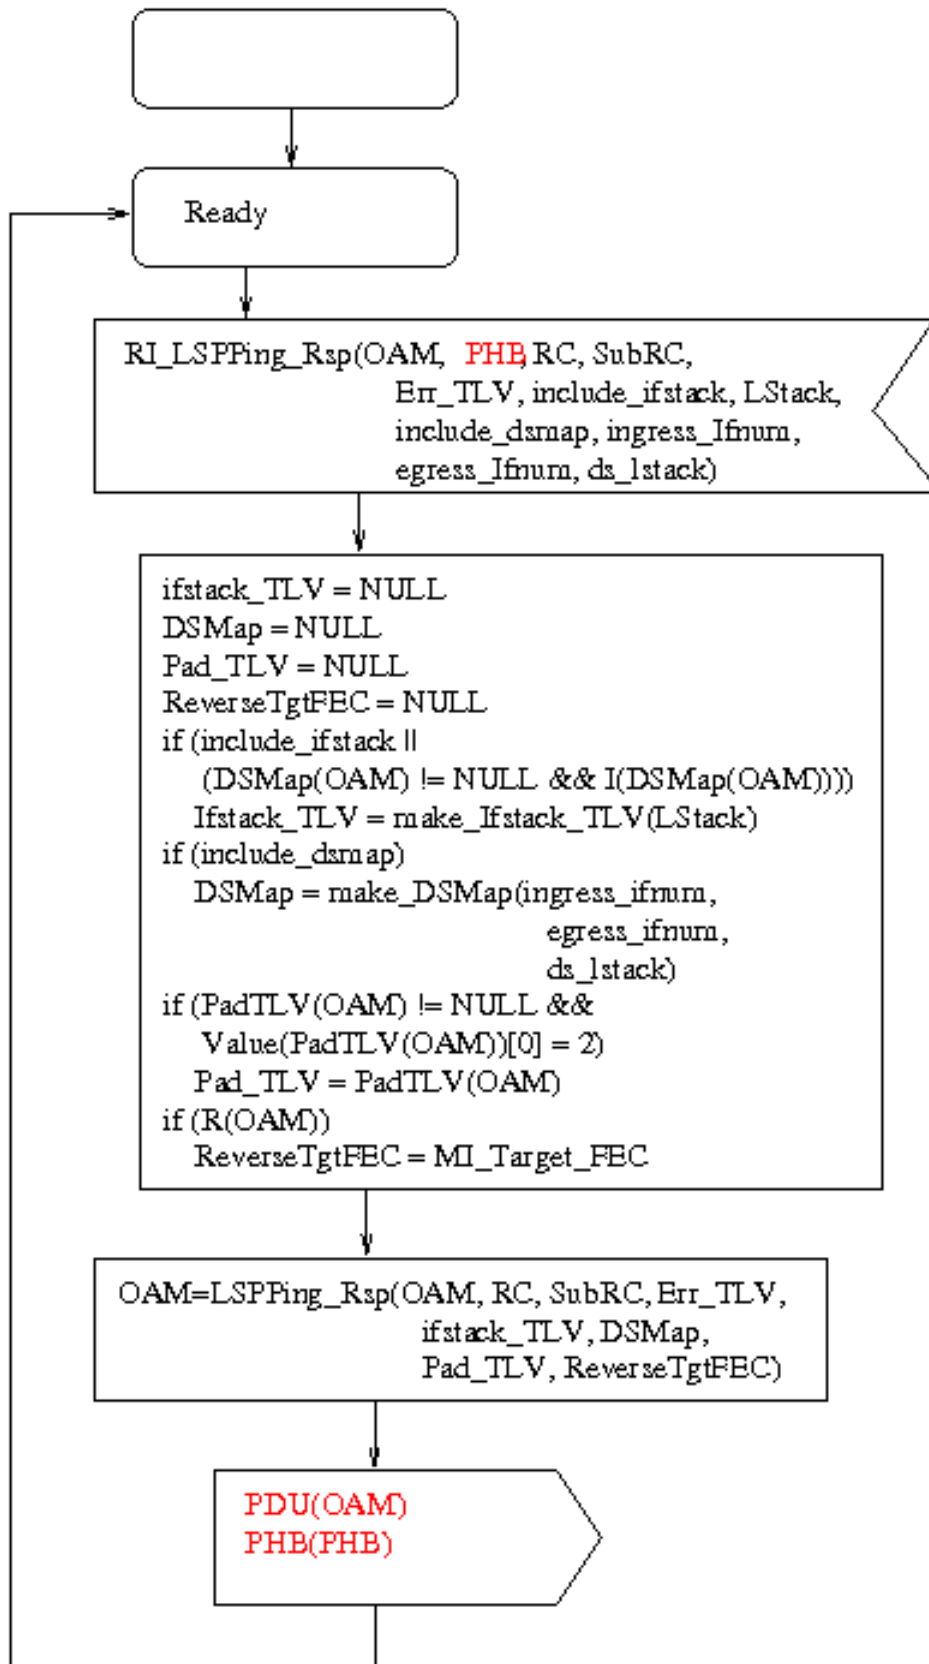 Ready
RI_LSPPing_Rsp(OAM, PHB, RC, SubRC,
Err_TLV, include_ifstack, LStack,
include_dsmap, ingress_Ifnum,
egress_Ifnum, ds_lstack)
ifstack_TLV = NULL
DSMap = NULL
Pad_TLV = NULL
ReverseTgtFEC = NULL
if (include_ifstack ||
(DSMap(OAM) != NULL && I(DSMap(OAM))))
Ifstack_TLV = make_Ifstack_TLV(LStack)
if (include_dsmap)
DSMap = make_DSMap(ingress_ifnum,
egress_ifnum,
ds_lstack)
if (PadTLV(OAM) != NULL &&
Value(PadTLV(OAM))[0] = 2)
Pad_TLV = PadTLV(OAM)
if (R(OAM))
ReverseTgtFEC = MI_Target_FEC
OAM=LSPPing_Rsp(OAM, RC, SubRC, Err_TLV,
ifstack_TLV, DSMap,
Pad_TLV, ReverseTgtFEC)
PDU(OAM)
PHB(PHB)